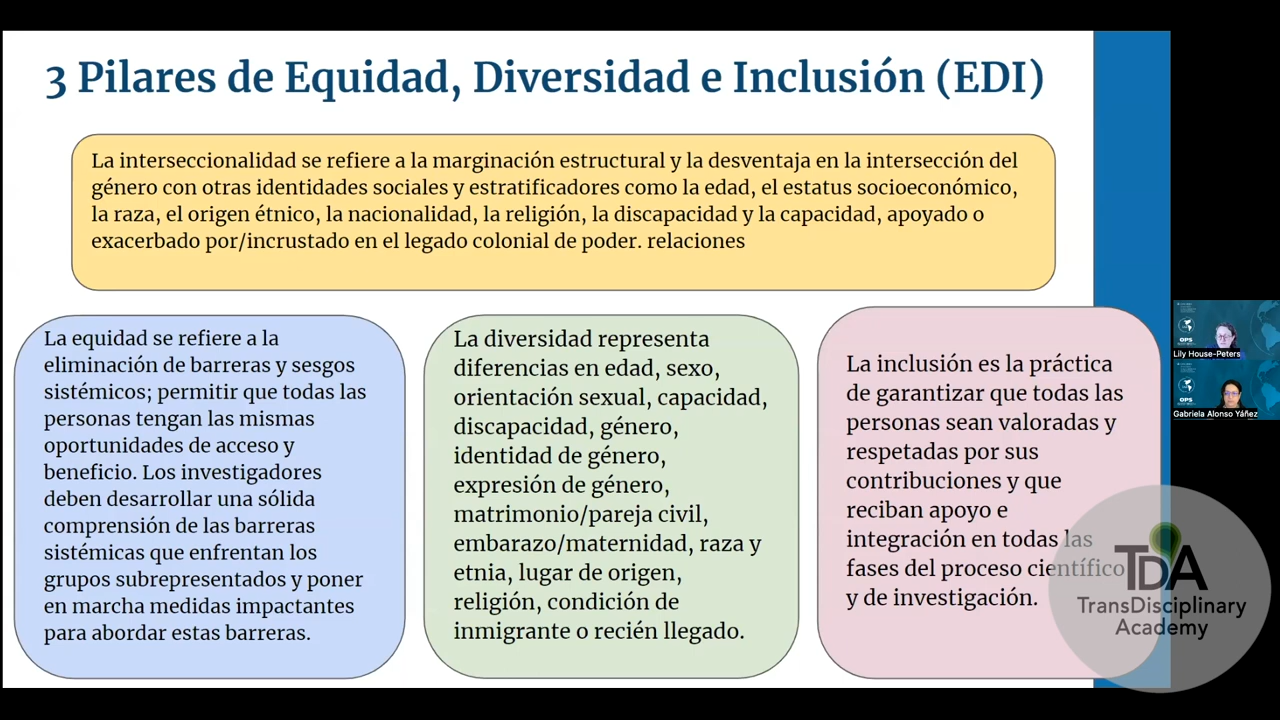 3 Pilares de Equidad, Diversidad e Inclusión (EDI)
La interseccionalidad se refiere a la marginación estructural y la desventaja en la intersección del
género con otras identidades sociales y estratificadores como la edad, el estatus socioeconómico,
la raza, el origen étnico, la nacionalidad, la religión, la discapacidad y la capacidad, apoyado o
exacerbado por/incrustado en el legado colonial de poder. relaciones
La equidad se refiere a la
eliminación de barreras y sesgos
sistémicos; permitir que todas las
personas tengan las mismas
oportunidades de acceso y
beneficio. Los investigadores
deben desarrollar una sólida
comprensión de las barreras
sistémicas que enfrentan los
grupos subrepresentados y poner
en marcha medidas impactantes
para abordar estas barreras.
La diversidad representa
diferencias en edad, sexo,
orientación sexual, capacidad,
discapacidad, género,
identidad de género,
expresión de género,
matrimonio/pareja civil,
embarazo/maternidad, raza y
etnia, lugar de origen,
religión, condición de
inmigrante o recién llegado.
La inclusión es la práctica
de garantizar que todas las
personas sean valoradas y
respetadas por sus
contribuciones y que
reciban apoyo e
integración en todas las
fases del proceso científico
y de investigación.
OPS
Lily House-Peters
OPS
Gabriela Alonso Yáñez
TDA
TransDisciplinary
Academy